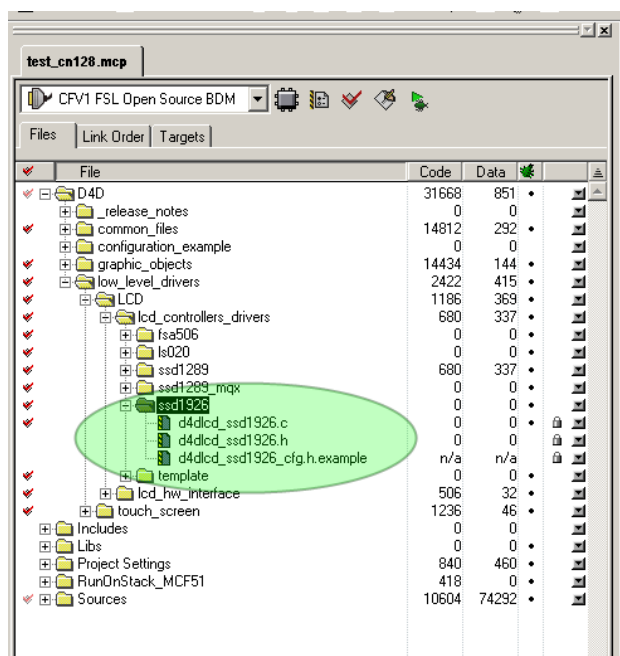 test_cn128.mcp
CFV1 FSL Open Source BDM
Files Link Order Targets
File Code Data
D4D 31668 851
_release_notes 0 0
common_files 14812 292
configuration_example 0 0
graphic_objects 14434 144
low_level_drivers 2422 415
LCD 1186 369
lcd_controllers_drivers 680 337
fsa506 0 0
ls020 0 0
ssd1289 680 337
ssd1289_mqx 0 0
ssd1926 0 0
d4dlcd_ssd1926.c 0 0
d4dlcd_ssd1926.h 0 0
d4dlcd_ssd1926_cfg.h.example n/a n/a
template 0 0
lcd_hw_interface 506 32
touch_screen 1236 46
Includes 0 0
Libs 0 0
Project Settings 840 460
RunOnStack_MCF51 418 0
Sources 10604 74292